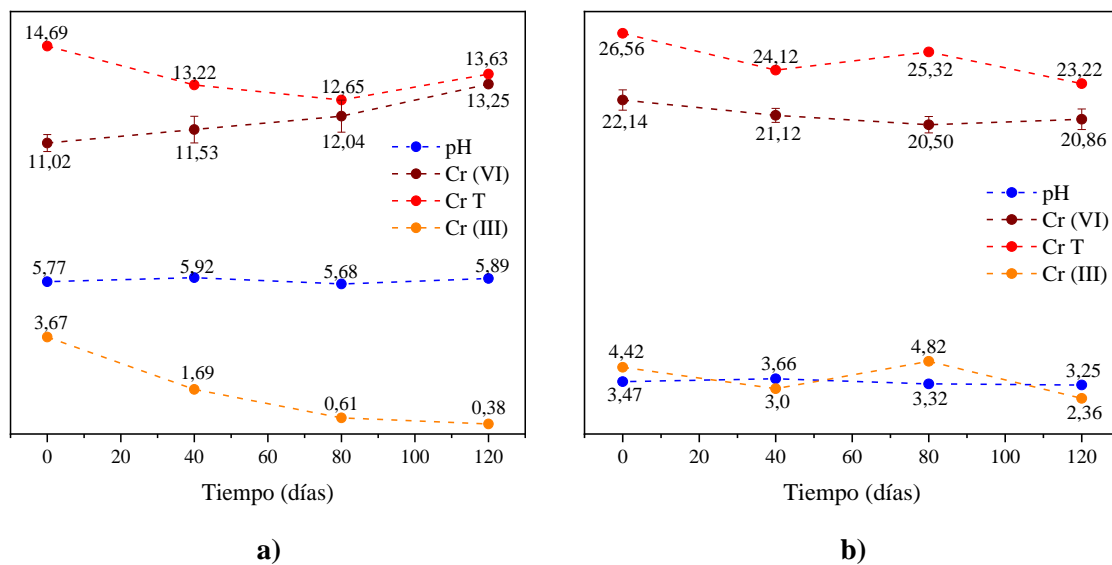 14,69
13,22
12,65
13,63
11,02
11,53
12,04
13,25
pH
Cr (VI)
Cr T
Cr (III)
5,77
5,92
5,68
5,89
3,67
1,69
0,61
0,38
0 20 40 60 80 100 120
Tiempo (días)
a)
26,56
24,12
25,32
23,22
22,14
21,12
20,50
20,86
pH
Cr (VI)
Cr T
Cr (III)
4,42
3,66
4,82
3,25
3,47
3,0
3,32
2,36
0 20 40 60 80 100 120
Tiempo (días)
b)